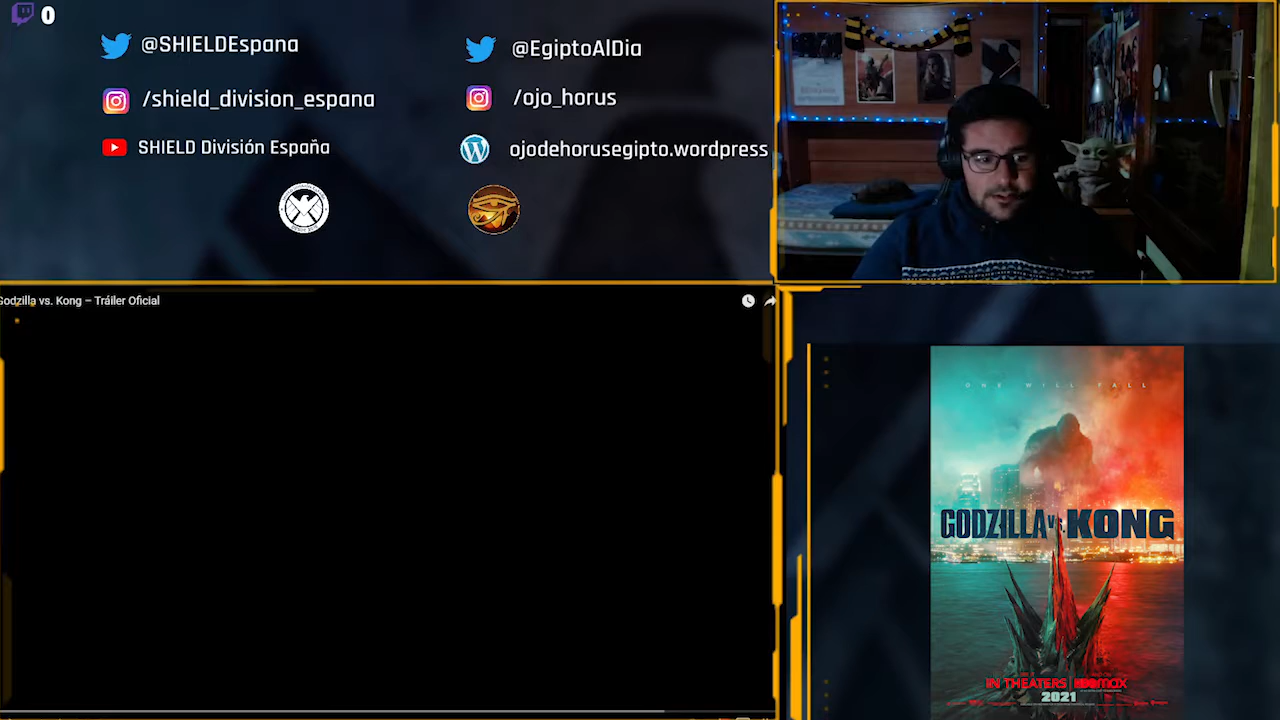 0
@SHIELDEspana
/shield_division_espana
SHIELD División España
@EgiptoAlDia
/ojo_horus
ojodehorusegipto.wordpress
Godzilla vs. Kong – Tráiler Oficial
ONE WILL FALL
GODZILLA vs. KONG
IN THEATERS HBOMAX
2021